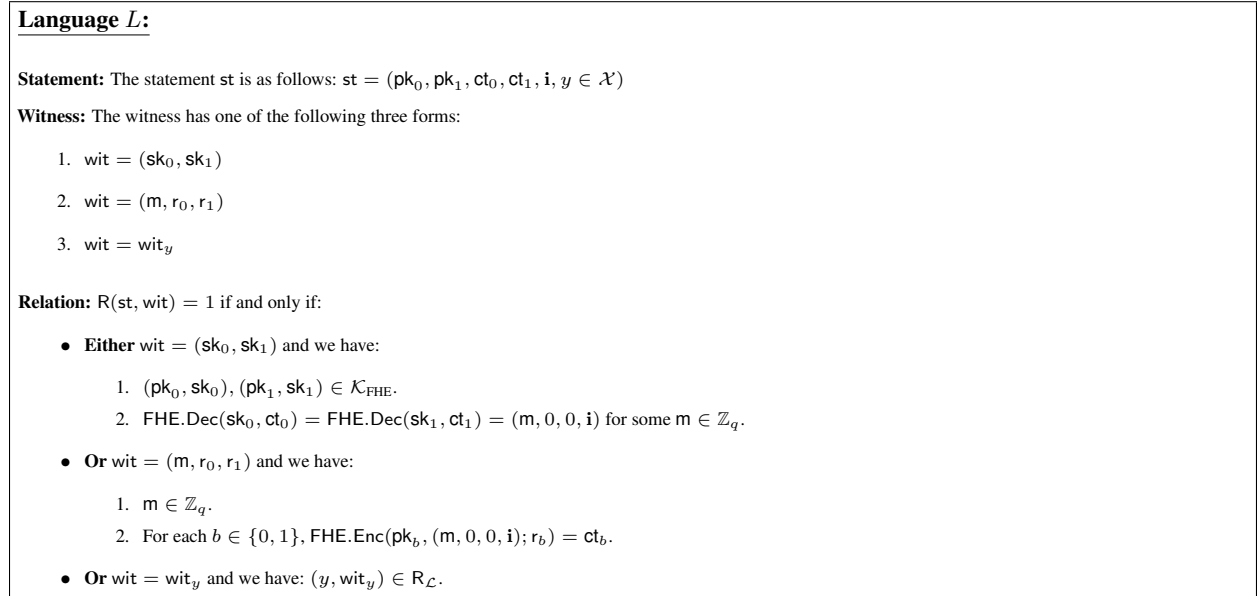 Language L:
Statement: The statement st is as follows: st = (pk₀, pk₁, ct₀, ct₁, i, y ∈ 𝒳)
Witness: The witness has one of the following three forms:
1. wit = (sk₀, sk₁)
2. wit = (m, r₀, r₁)
3. wit = wit_y
Relation: R(st, wit) = 1 if and only if:
• Either wit = (sk₀, sk₁) and we have:
1. (pk₀, sk₀), (pk₁, sk₁) ∈ 𝒦_FHE.
2. FHE.Dec(sk₀, ct₀) = FHE.Dec(sk₁, ct₁) = (m, 0, 0, i) for some m ∈ ℤ_q.
• Or wit = (m, r₀, r₁) and we have:
1. m ∈ ℤ_q.
2. For each b ∈ {0, 1}, FHE.Enc(pk_b, (m, 0, 0, i); r_b) = ct_b.
• Or wit = wit_y and we have: (y, wit_y) ∈ R_ℒ.